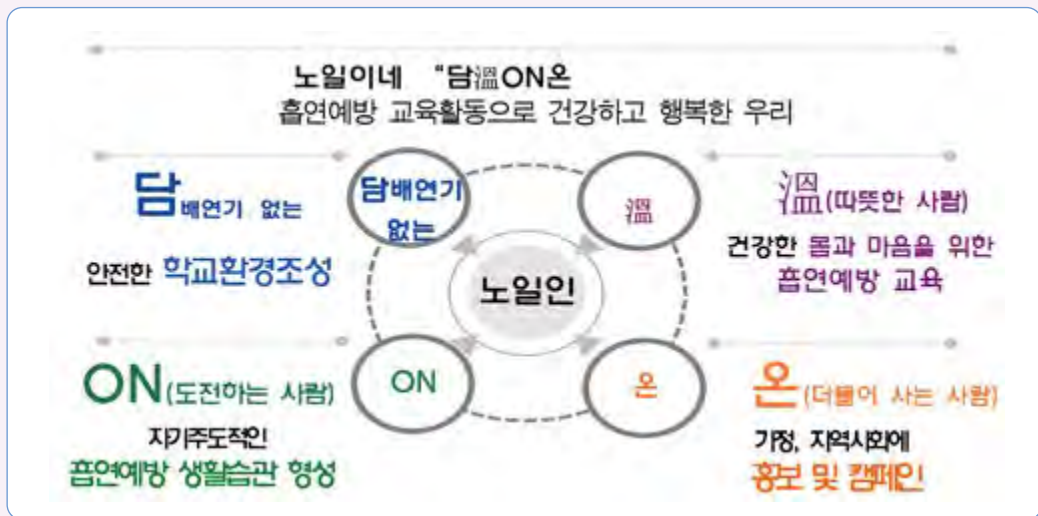 노일이네 "담溫ON온
흡연예방 교육활동으로 건강하고 행복한 우리
담배연기 없는
안전한 학교환경조성
담배연기
없는
溫
溫(따뜻한 사람)
건강한 몸과 마음을 위한
흡연예방 교육
노일인
ON(도전하는 사람)
자기주도적인
흡연예방 생활습관 형성
ON
온
온(더불어 사는 사람)
가정, 지역사회에
홍보 및 캠페인